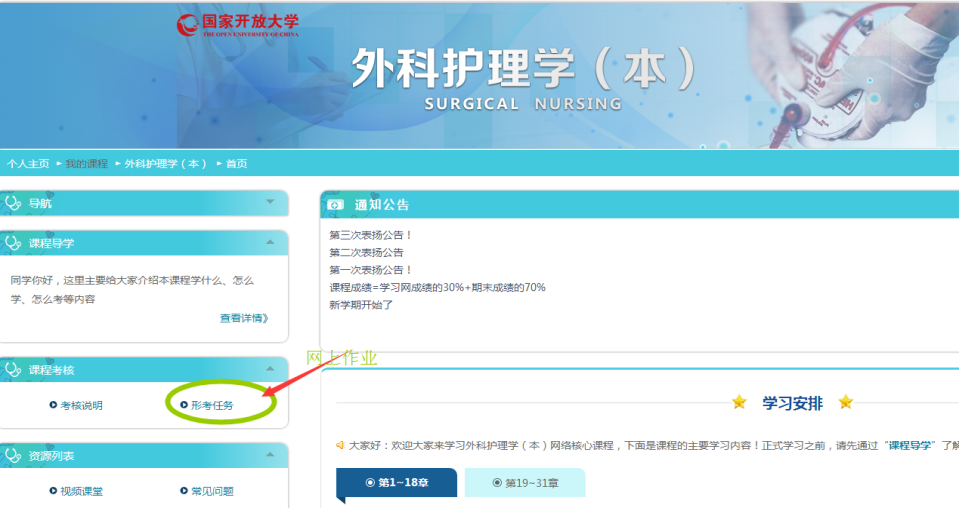 国家开放大学
THE OPEN UNIVERSITY OF CHINA
外科护理学（本）
SURGICAL NURSING
个人主页 ► 我的课程 ► 外科护理学（本） ► 首页
导航
课程导学
同学你好，这里主要给大家介绍本课程学什么、怎么
学、怎么考等内容
查看详情》
课程考核
考核说明
形考任务
资源列表
视频课堂
常见问题
通知公告
第三次表扬公告！
第二次表扬公告
第一次表扬公告！
课程成绩=学习网成绩的30%+期末成绩的70%
新学期开始了
网上作业
学习安排
大家好：欢迎大家来学习外科护理学（本）网络核心课程，下面是课程的主要学习内容！正式学习之前，请先通过“课程导学”了解
第1~18章
第19~31章